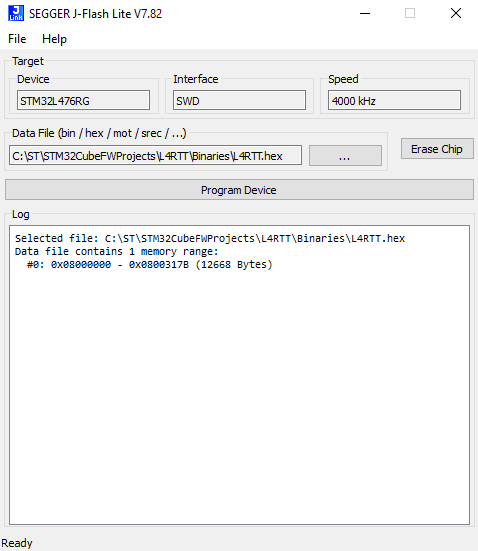 J
Link
SEGGER J-Flash Lite V7.82
File Help
Target
Device
Interface
Speed
STM32L476RG
SWD
4000 kHz
Data File (bin / hex / mot / srec / ...)
C:\ST\STM32CubeFWProjects\L4RTT\Binaries\L4RTT.hex
...
Erase Chip
Program Device
Log
Selected file: C:\ST\STM32CubeFWProjects\L4RTT\Binaries\L4RTT.hex
Data file contains 1 memory range:
#0: 0x08000000 - 0x0800317B (12668 Bytes)
Ready